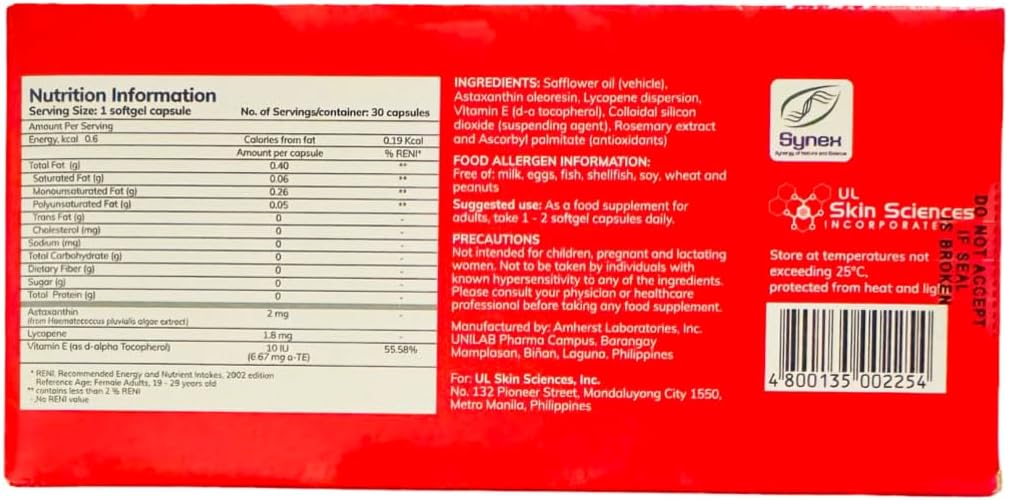 Nutrition Information
Serving Size: 1 softgel capsule No. of Servings/container: 30 capsules
Amount Per Serving
Energy, kcal 0.6 Calories from fat 0.19 Kcal
Amount per capsule % RENI*
Total Fat (g) 0.40 **
Saturated Fat (g) 0.06 **
Monounsaturated Fat (g) 0.26 **
Polyunsaturated Fat (g) 0.05 **
Trans Fat (g) 0 -
Cholesterol (mg) 0 -
Sodium (mg) 0 -
Total Carbohydrate (g) 0 -
Dietary Fiber (g) 0 -
Sugar (g) 0 -
Total Protein (g) 0 -
Astaxanthin 2 mg -
(from Haematococcus pluvialis algae extract)
Lycopene 1.8 mg -
Vitamin E (as d-alpha Tocopherol) 10 IU 55.58%
(6.67 mg α-TE)
* RENI, Recommended Energy and Nutrient Intakes, 2002 edition
Reference Age: Female Adults, 19 - 29 years old
** contains less than 2 % RENI
- No RENI value
INGREDIENTS: Safflower oil (vehicle),
Astaxanthin oleoresin, Lycopene dispersion,
Vitamin E (d-α tocopherol), Colloidal silicon
dioxide (suspending agent), Rosemary extract
and Ascorbyl palmitate (antioxidants)
FOOD ALLERGEN INFORMATION:
Free of: milk, eggs, fish, shellfish, soy, wheat and
peanuts
Suggested use: As a food supplement for
adults, take 1 - 2 softgel capsules daily.
PRECAUTIONS
Not intended for children, pregnant and lactating
women. Not to be taken by individuals with
known hypersensitivity to any of the ingredients.
Please consult your physician or healthcare
professional before taking any food supplement.
Manufactured by: Amherst Laboratories, Inc.
UNILAB Pharma Campus, Barangay
Mamplasan, Biñan, Laguna, Philippines
For: UL Skin Sciences, Inc.
No. 132 Pioneer Street, Mandaluyong City 1550,
Metro Manila, Philippines
Synex
Synergy of Nature and Science
UL
Skin Sciences
INCORPORATED
Store at temperatures not
exceeding 25°C,
protected from heat and light
4 800135 002254
DO NOT ACCEPT
IF SEAL
IS BROKEN